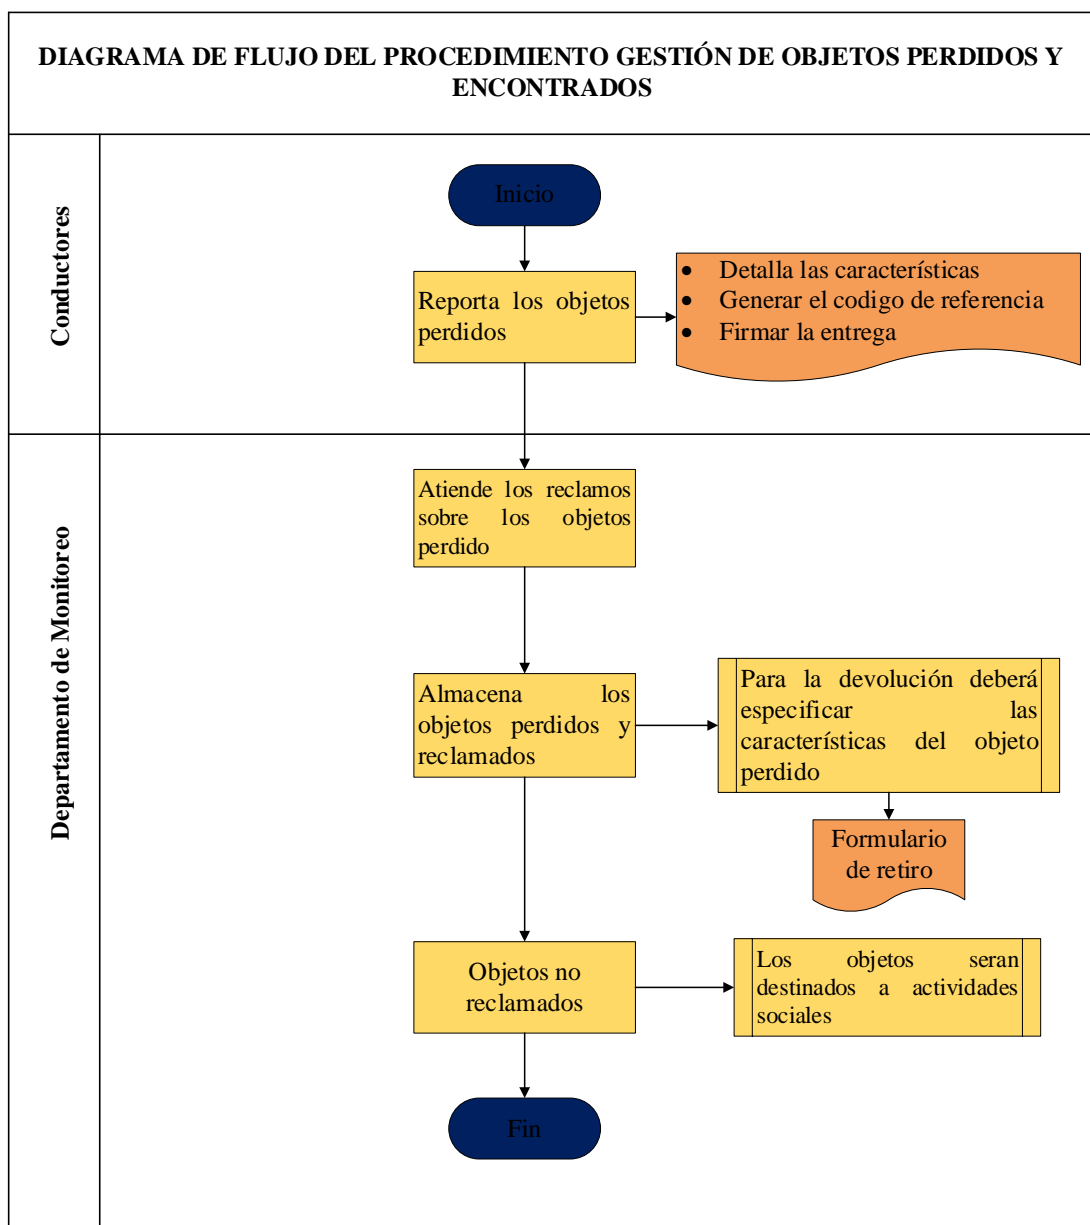 DIAGRAMA DE FLUJO DEL PROCEDIMIENTO GESTIÓN DE OBJETOS PERDIDOS Y
ENCONTRADOS
Conductores
Inicio
Reporta los objetos
perdidos
• Detalla las características
• Generar el codigo de referencia
• Firmar la entrega
Departamento de Monitoreo
Atiende los reclamos
sobre los objetos
perdido
Almacena los
objetos perdidos y
reclamados
Para la devolución deberá
especificar las
características del objeto
perdido
Formulario
de retiro
Objetos no
reclamados
Los objetos seran
destinados a actividades
sociales
Fin